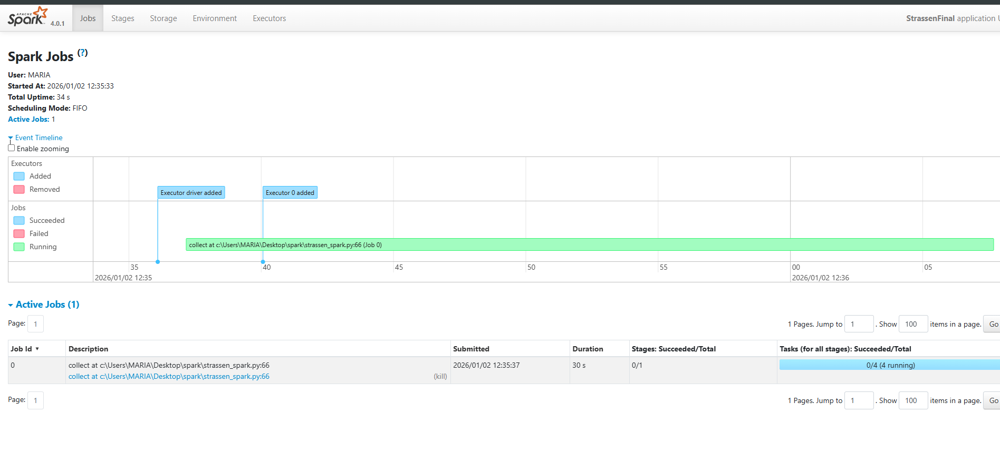 APACHE Spark 4.0.1 Jobs Stages Storage Environment Executors StrassenFinal application U
Spark Jobs (?)
User: MARIA
Started At: 2026/01/02 12:35:33
Total Uptime: 34 s
Scheduling Mode: FIFO
Active Jobs: 1
Event Timeline
Enable zooming
Executors
Added
Removed
Executor driver added Executor 0 added
Jobs
Succeeded
Failed
Running
collect at c:\Users\MARIA\Desktop\spark\strassen_spark.py:66 (Job 0)
35 40 45 50 55 00 05
2026/01/02 12:35 2026/01/02 12:36
Active Jobs (1)
Page: 1 1 Pages. Jump to 1 . Show 100 items in a page. Go
Job Id ▾ Description Submitted Duration Stages: Succeeded/Total Tasks (for all stages): Succeeded/Total
0 collect at c:\Users\MARIA\Desktop\spark\strassen_spark.py:66 2026/01/02 12:35:37 30 s 0/1 0/4 (4 running)
collect at c:\Users\MARIA\Desktop\spark\strassen_spark.py:66 (kill)
Page: 1 1 Pages. Jump to 1 . Show 100 items in a page. Go